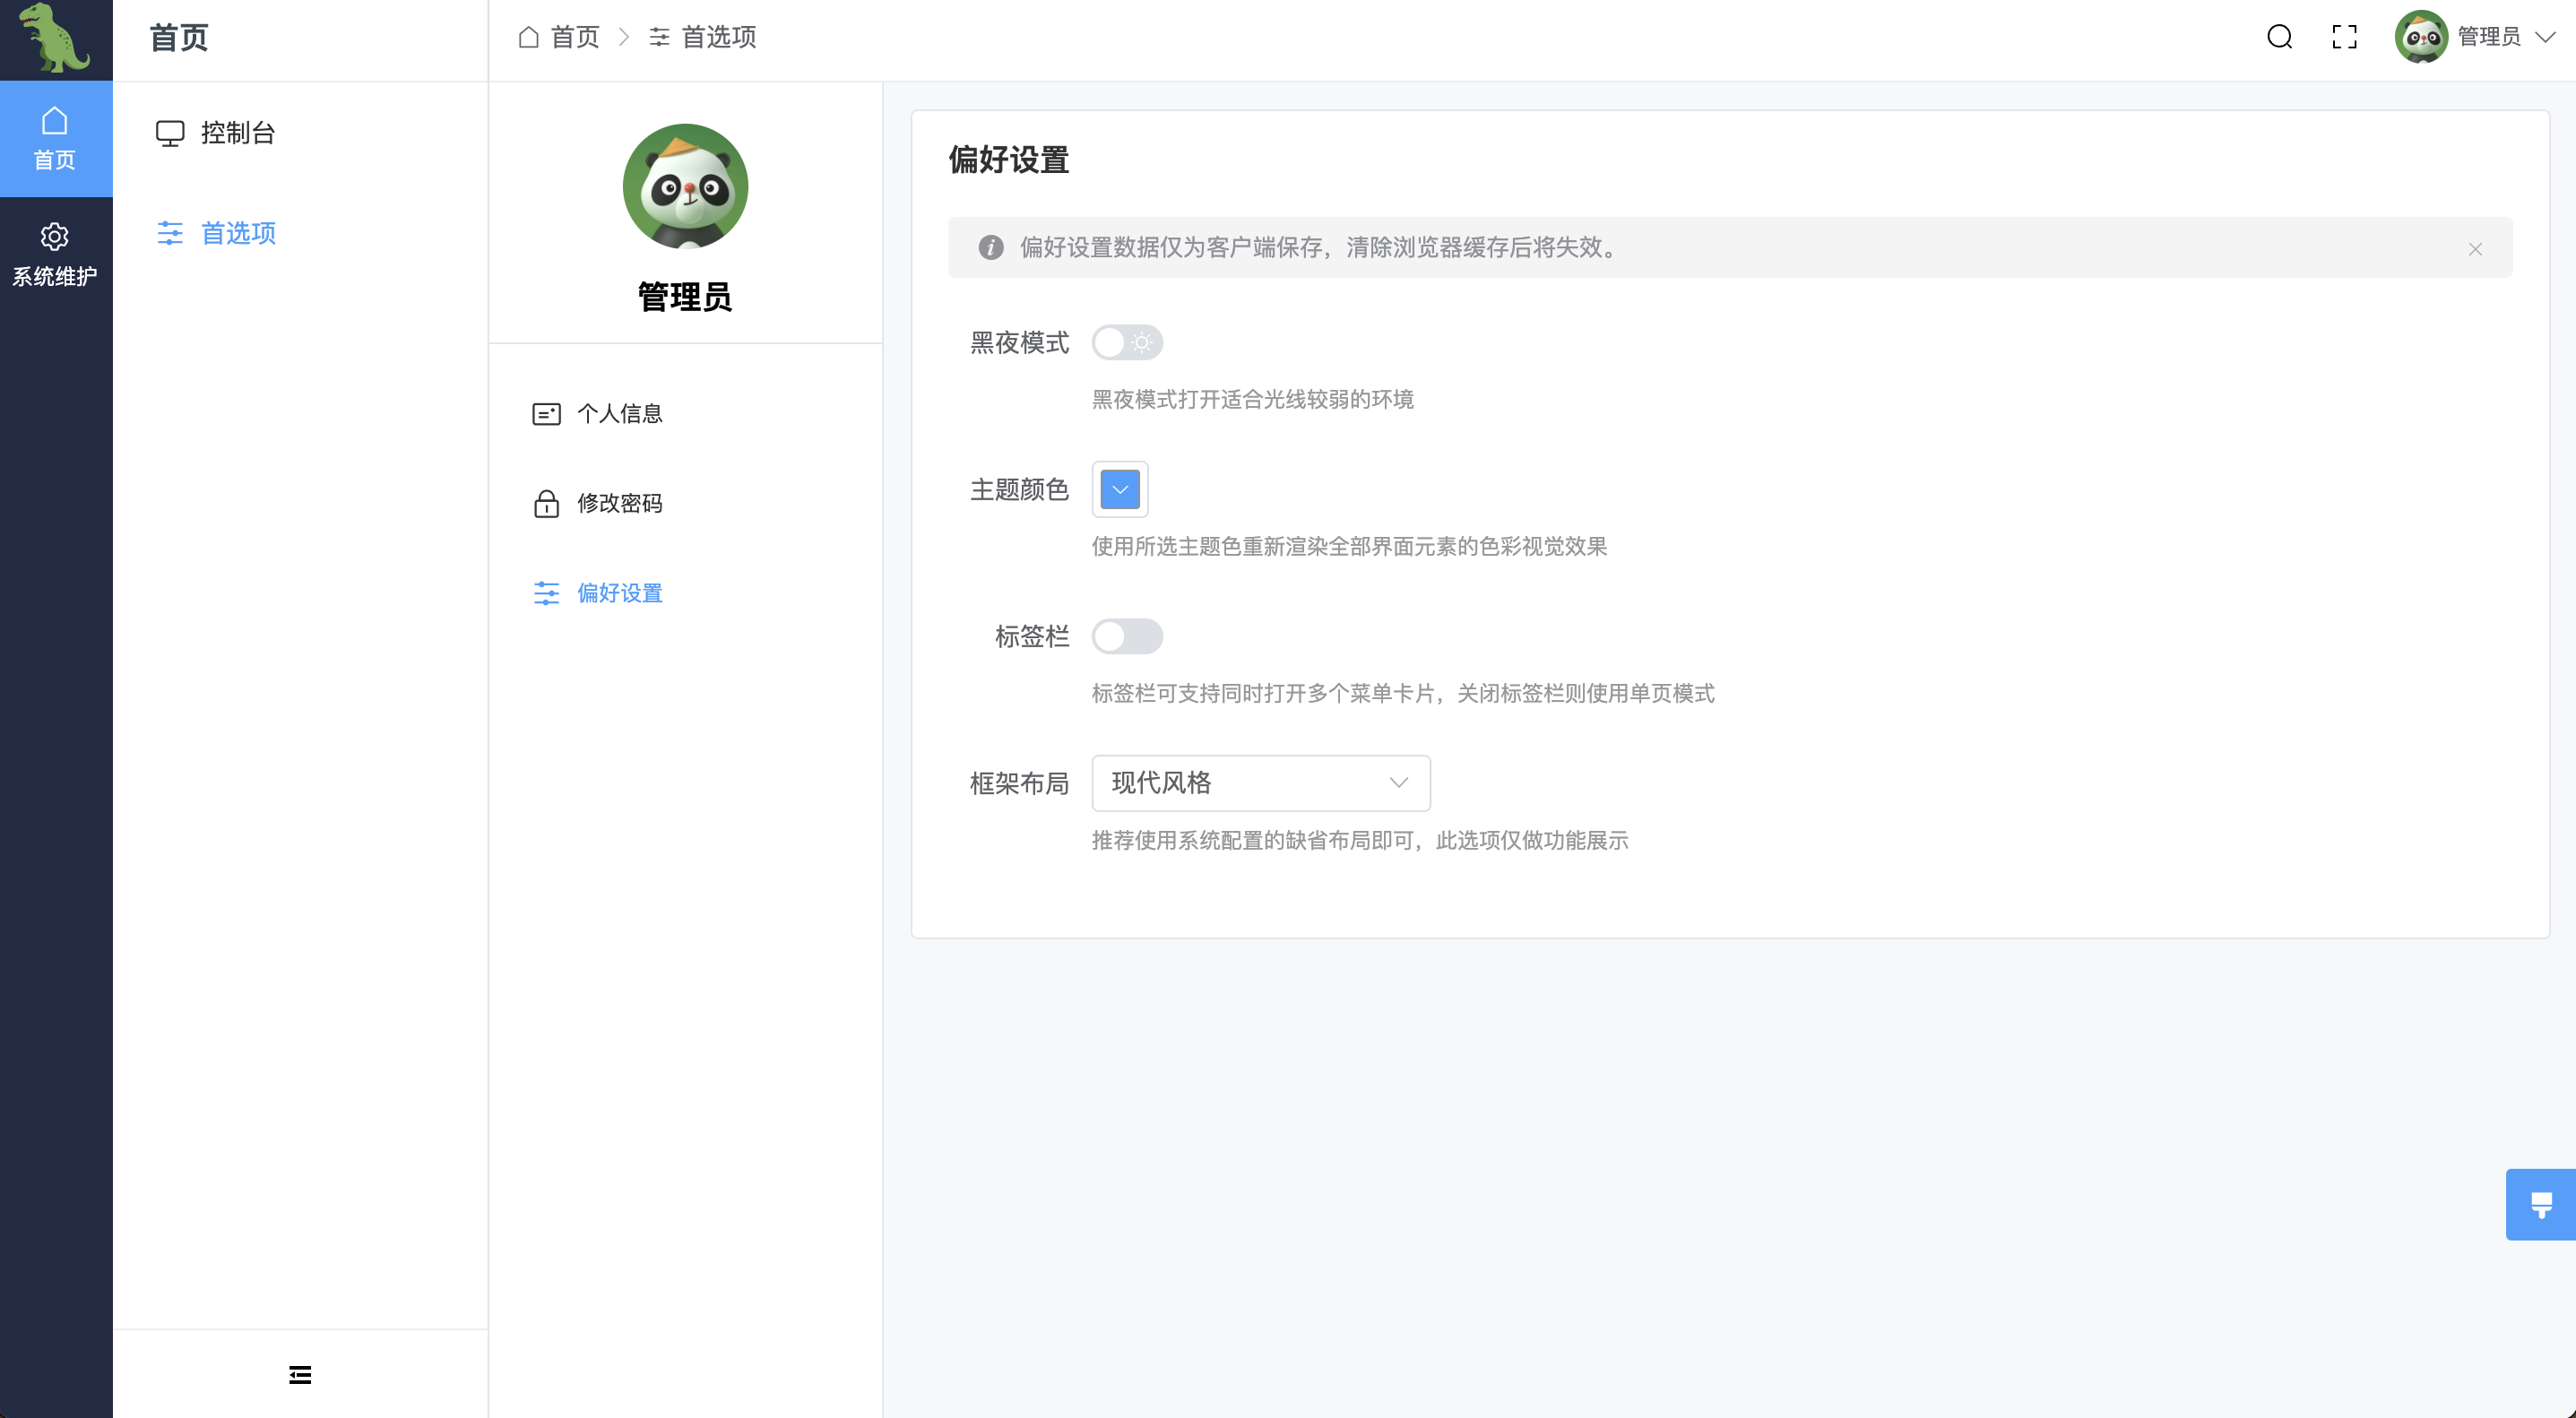 首页
首页
首页
首选项
管理员
控制台
首选项
系统维护
管理员
个人信息
修改密码
偏好设置
偏好设置
偏好设置数据仅为客户端保存，清除浏览器缓存后将失效。
黑夜模式
黑夜模式打开适合光线较弱的环境
主题颜色
使用所选主题色重新渲染全部界面元素的色彩视觉效果
标签栏
标签栏可支持同时打开多个菜单卡片，关闭标签栏则使用单页模式
框架布局
现代风格
推荐使用系统配置的缺省布局即可，此选项仅做功能展示